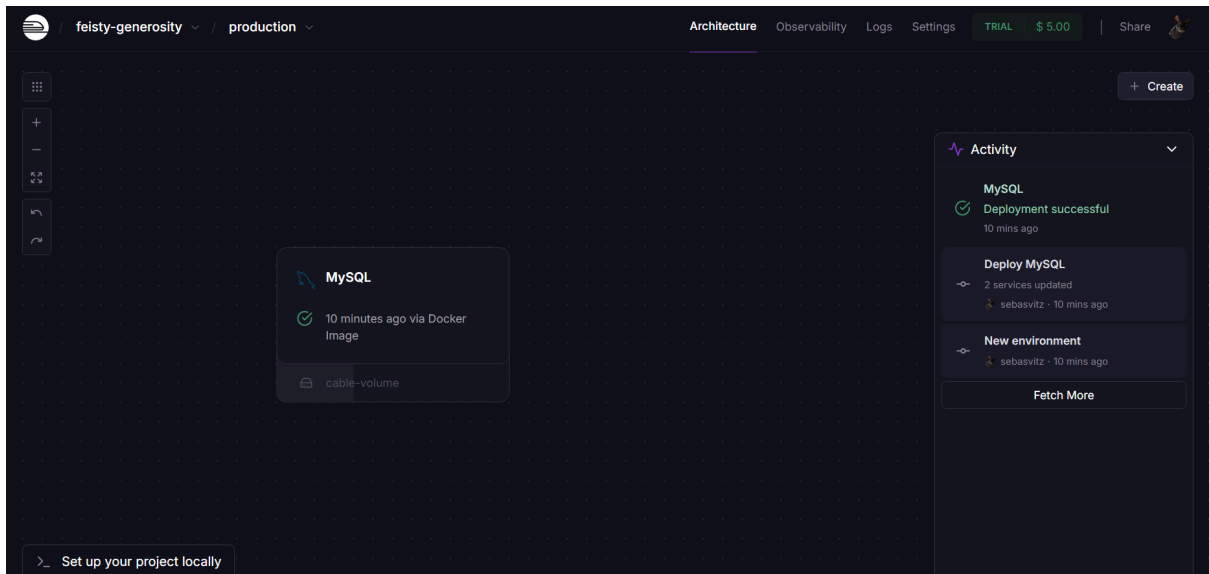 / feisty-generosity / production
Architecture Observability Logs Settings TRIAL $ 5.00 | Share
+ Create
Activity
MySQL
Deployment successful
10 mins ago
Deploy MySQL
2 services updated
sebasvitz · 10 mins ago
New environment
sebasvitz · 10 mins ago
Fetch More
MySQL
10 minutes ago via Docker
Image
cable-volume
>_ Set up your project locally